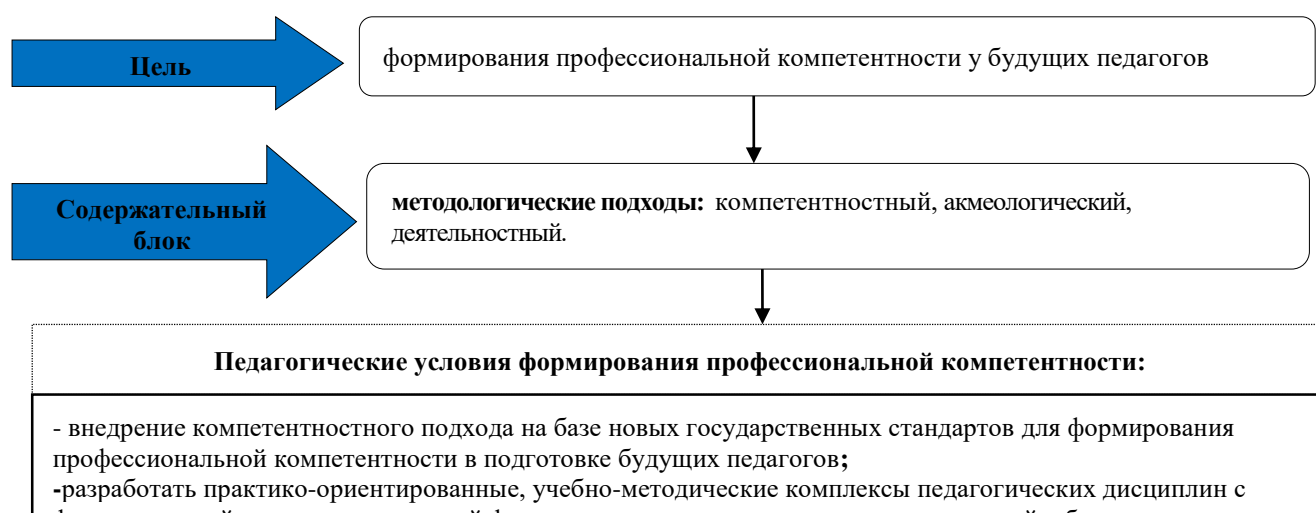 Цель
формирования профессиональной компетентности у будущих педагогов
Содержательный
блок
методологические подходы: компетентностный, акмеологический,
деятельностный.
Педагогические условия формирования профессиональной компетентности:
- внедрение компетентностного подхода на базе новых государственных стандартов для формирования
профессиональной компетентности в подготовке будущих педагогов;
-разработать практико-ориентированные, учебно-методические комплексы педагогических дисциплин с